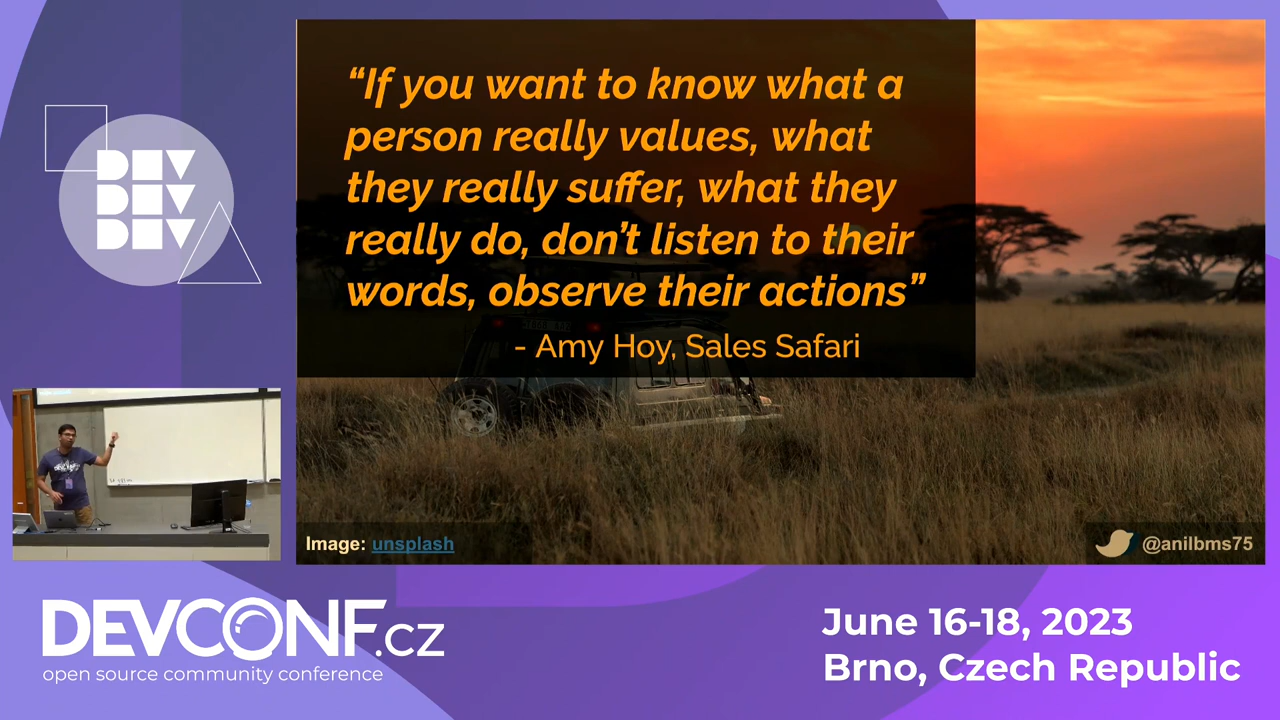 “If you want to know what a
person really values, what
they really suffer, what they
really do, don’t listen to their
words, observe their actions”
- Amy Hoy, Sales Safari
DEV
DEV
DEV
Image: unsplash
@anilbms75
DEVCONF.cz
open source community conference
June 16-18, 2023
Brno, Czech Republic